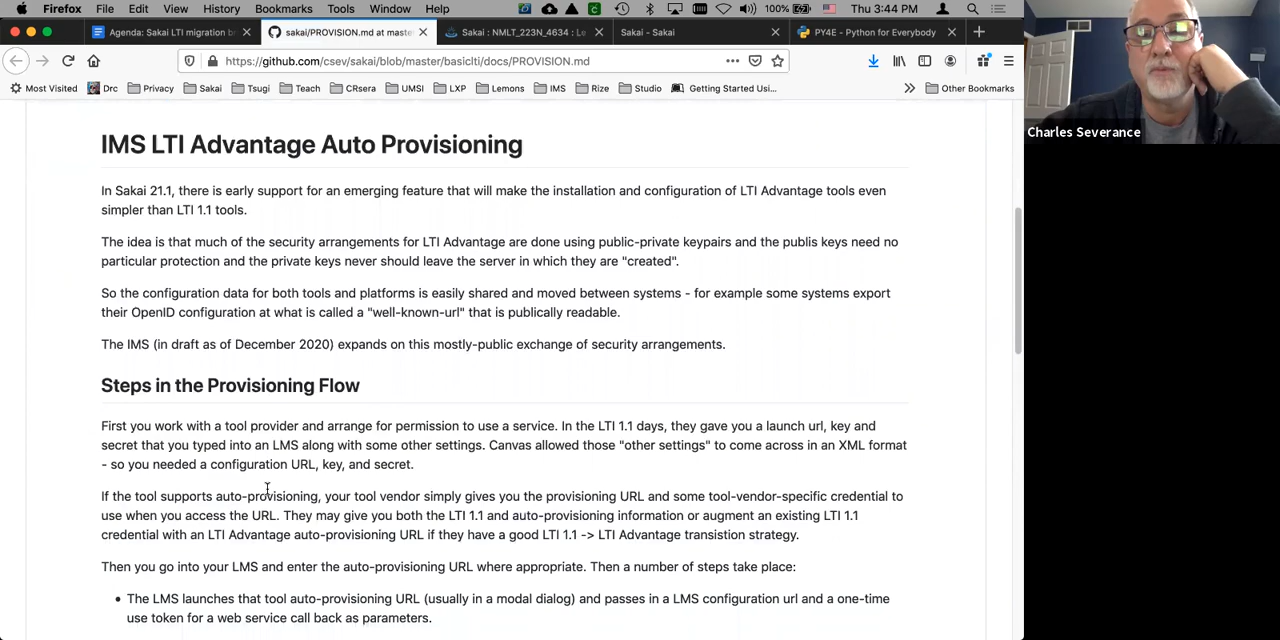 Firefox File Edit View History Bookmarks Tools Window Help 100% Thu 3:44 PM
Agenda: Sakai LTI migration b
sakai/PROVISION.md at maste
Sakai : NMLT_223N_4634 : Le
Sakai - Sakai
PY4E - Python for Everybody
https://github.com/csev/sakai/blob/master/basiclti/docs/PROVISION.md
Most Visited Drc Privacy Sakai Tsugi Teach CRsera UMSI LXP Lemons IMS Rize Studio Getting Started Usi... Other Bookmarks
Charles Severance
IMS LTI Advantage Auto Provisioning
In Sakai 21.1, there is early support for an emerging feature that will make the installation and configuration of LTI Advantage tools even
simpler than LTI 1.1 tools.
The idea is that much of the security arrangements for LTI Advantage are done using public-private keypairs and the publis keys need no
particular protection and the private keys never should leave the server in which they are "created".
So the configuration data for both tools and platforms is easily shared and moved between systems - for example some systems export
their OpenID configuration at what is called a "well-known-url" that is publically readable.
The IMS (in draft as of December 2020) expands on this mostly-public exchange of security arrangements.
Steps in the Provisioning Flow
First you work with a tool provider and arrange for permission to use a service. In the LTI 1.1 days, they gave you a launch url, key and
secret that you typed into an LMS along with some other settings. Canvas allowed those "other settings" to come across in an XML format
- so you needed a configuration URL, key, and secret.
If the tool supports auto-provisioning, your tool vendor simply gives you the provisioning URL and some tool-vendor-specific credential to
use when you access the URL. They may give you both the LTI 1.1 and auto-provisioning information or augment an existing LTI 1.1
credential with an LTI Advantage auto-provisioning URL if they have a good LTI 1.1 -> LTI Advantage transistion strategy.
Then you go into your LMS and enter the auto-provisioning URL where appropriate. Then a number of steps take place:
• The LMS launches that tool auto-provisioning URL (usually in a modal dialog) and passes in a LMS configuration url and a one-time
use token for a web service call back as parameters.